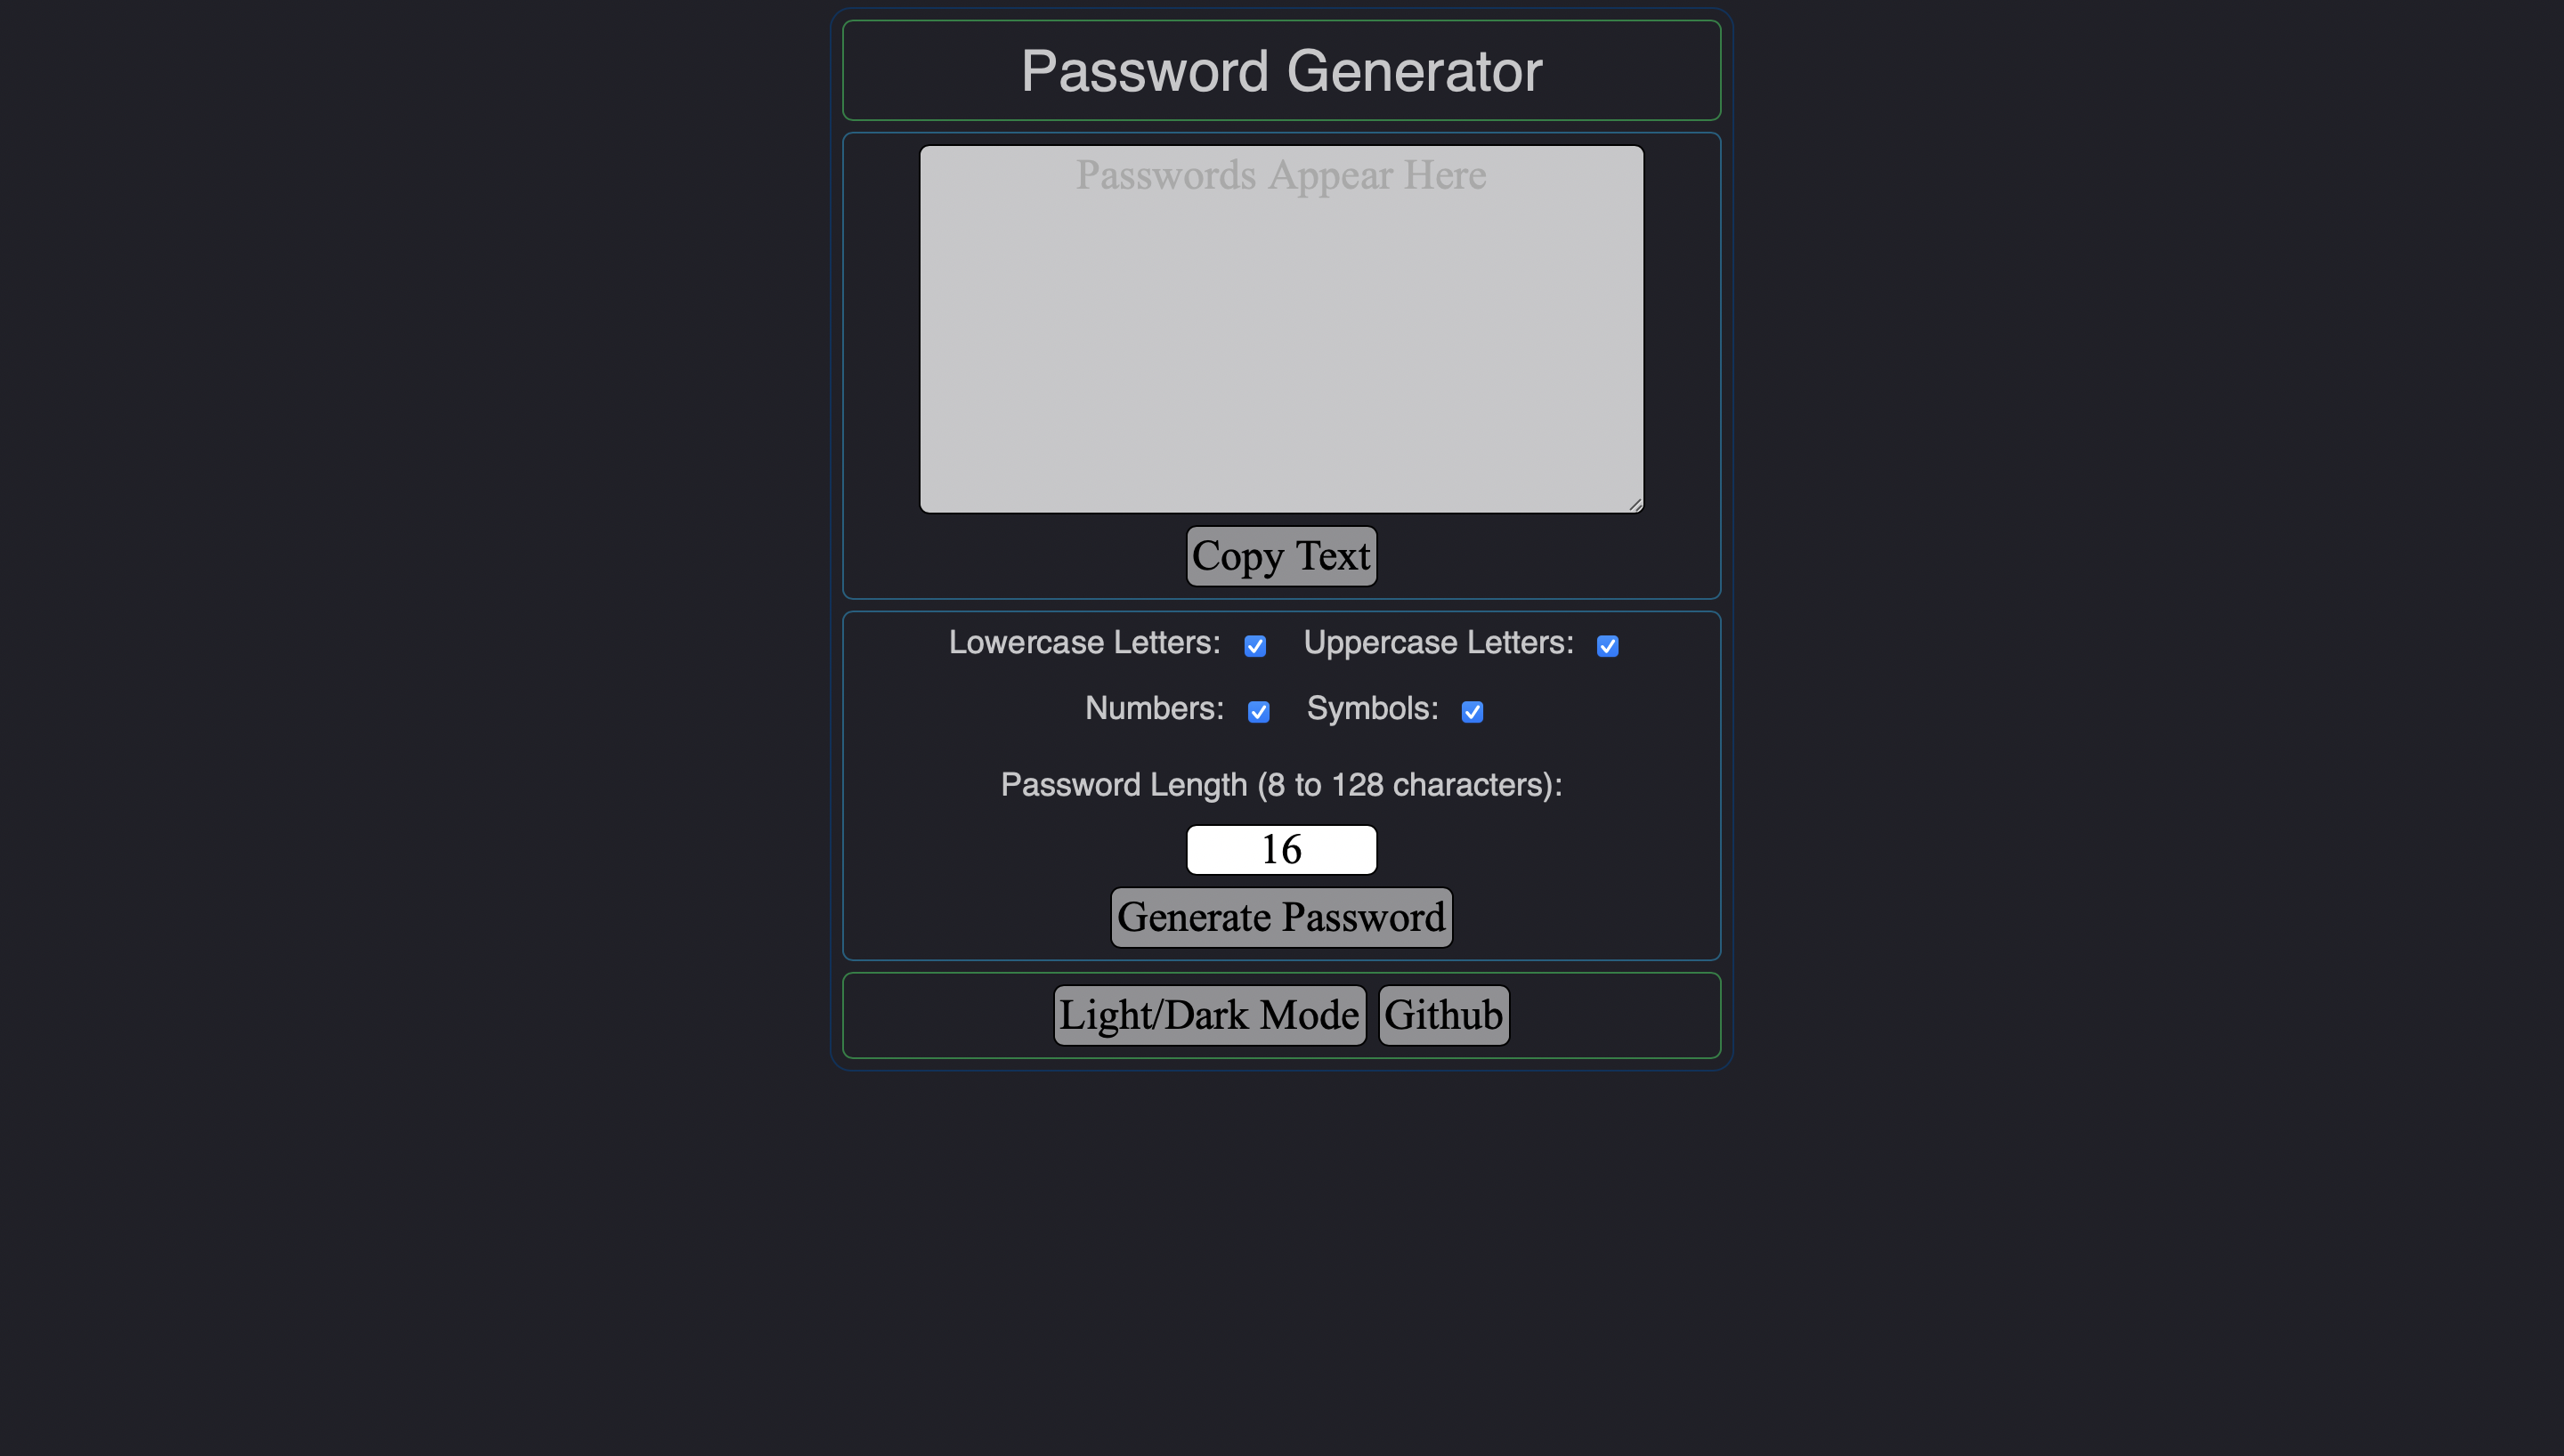 Password Generator
Passwords Appear Here
Copy Text
Lowercase Letters: Uppercase Letters:
Numbers: Symbols:
Password Length (8 to 128 characters):
16
Generate Password
Light/Dark Mode Github